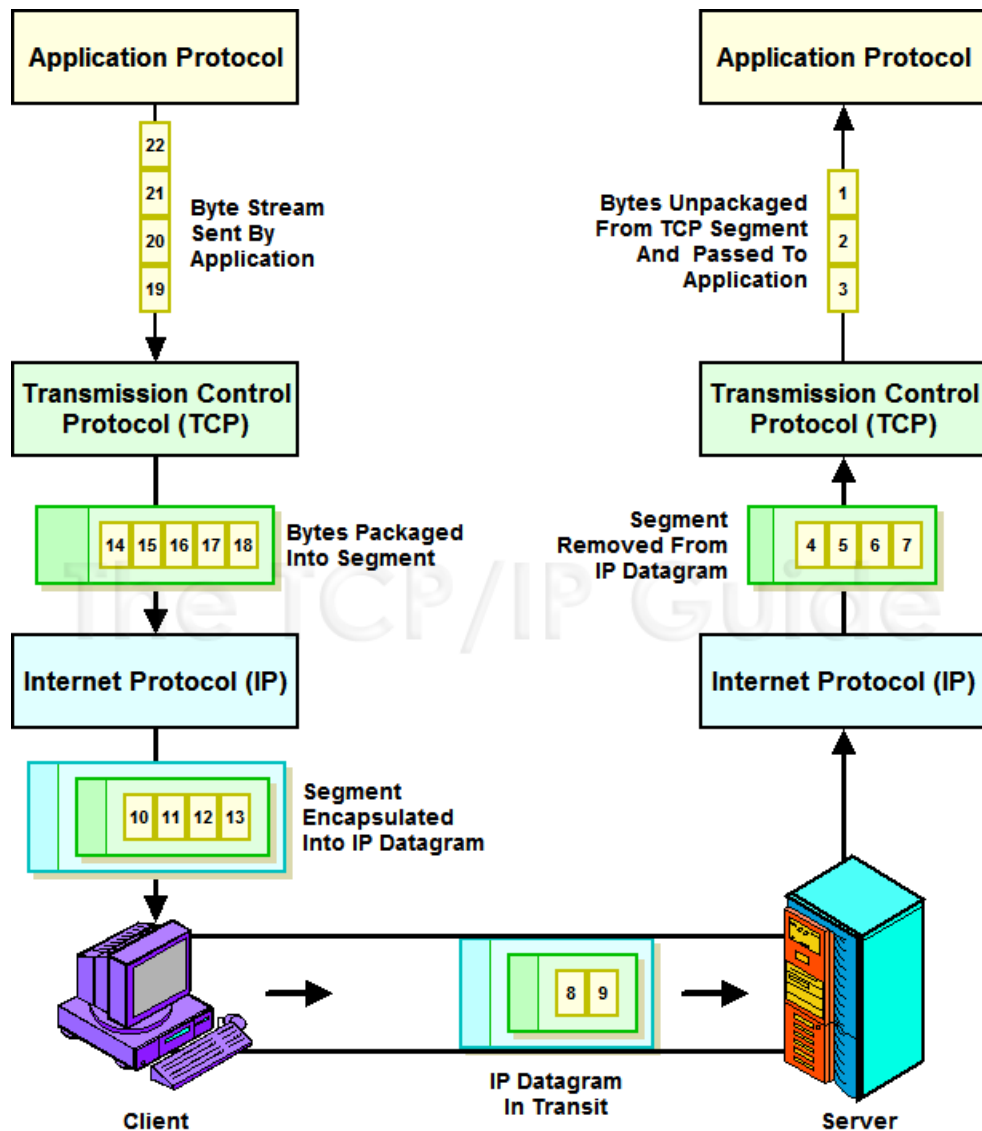 Application Protocol
22
21
20
19
Byte Stream
Sent By
Application
Transmission Control
Protocol (TCP)
14 15 16 17 18
Bytes Packaged
Into Segment
Internet Protocol (IP)
10 11 12 13
Segment
Encapsulated
Into IP Datagram
Client
8 9
IP Datagram
In Transit
Application Protocol
1
2
3
Bytes Unpackaged
From TCP Segment
And Passed To
Application
Transmission Control
Protocol (TCP)
4 5 6 7
Segment
Removed From
IP Datagram
Internet Protocol (IP)
Server
The TCP/IP Guide